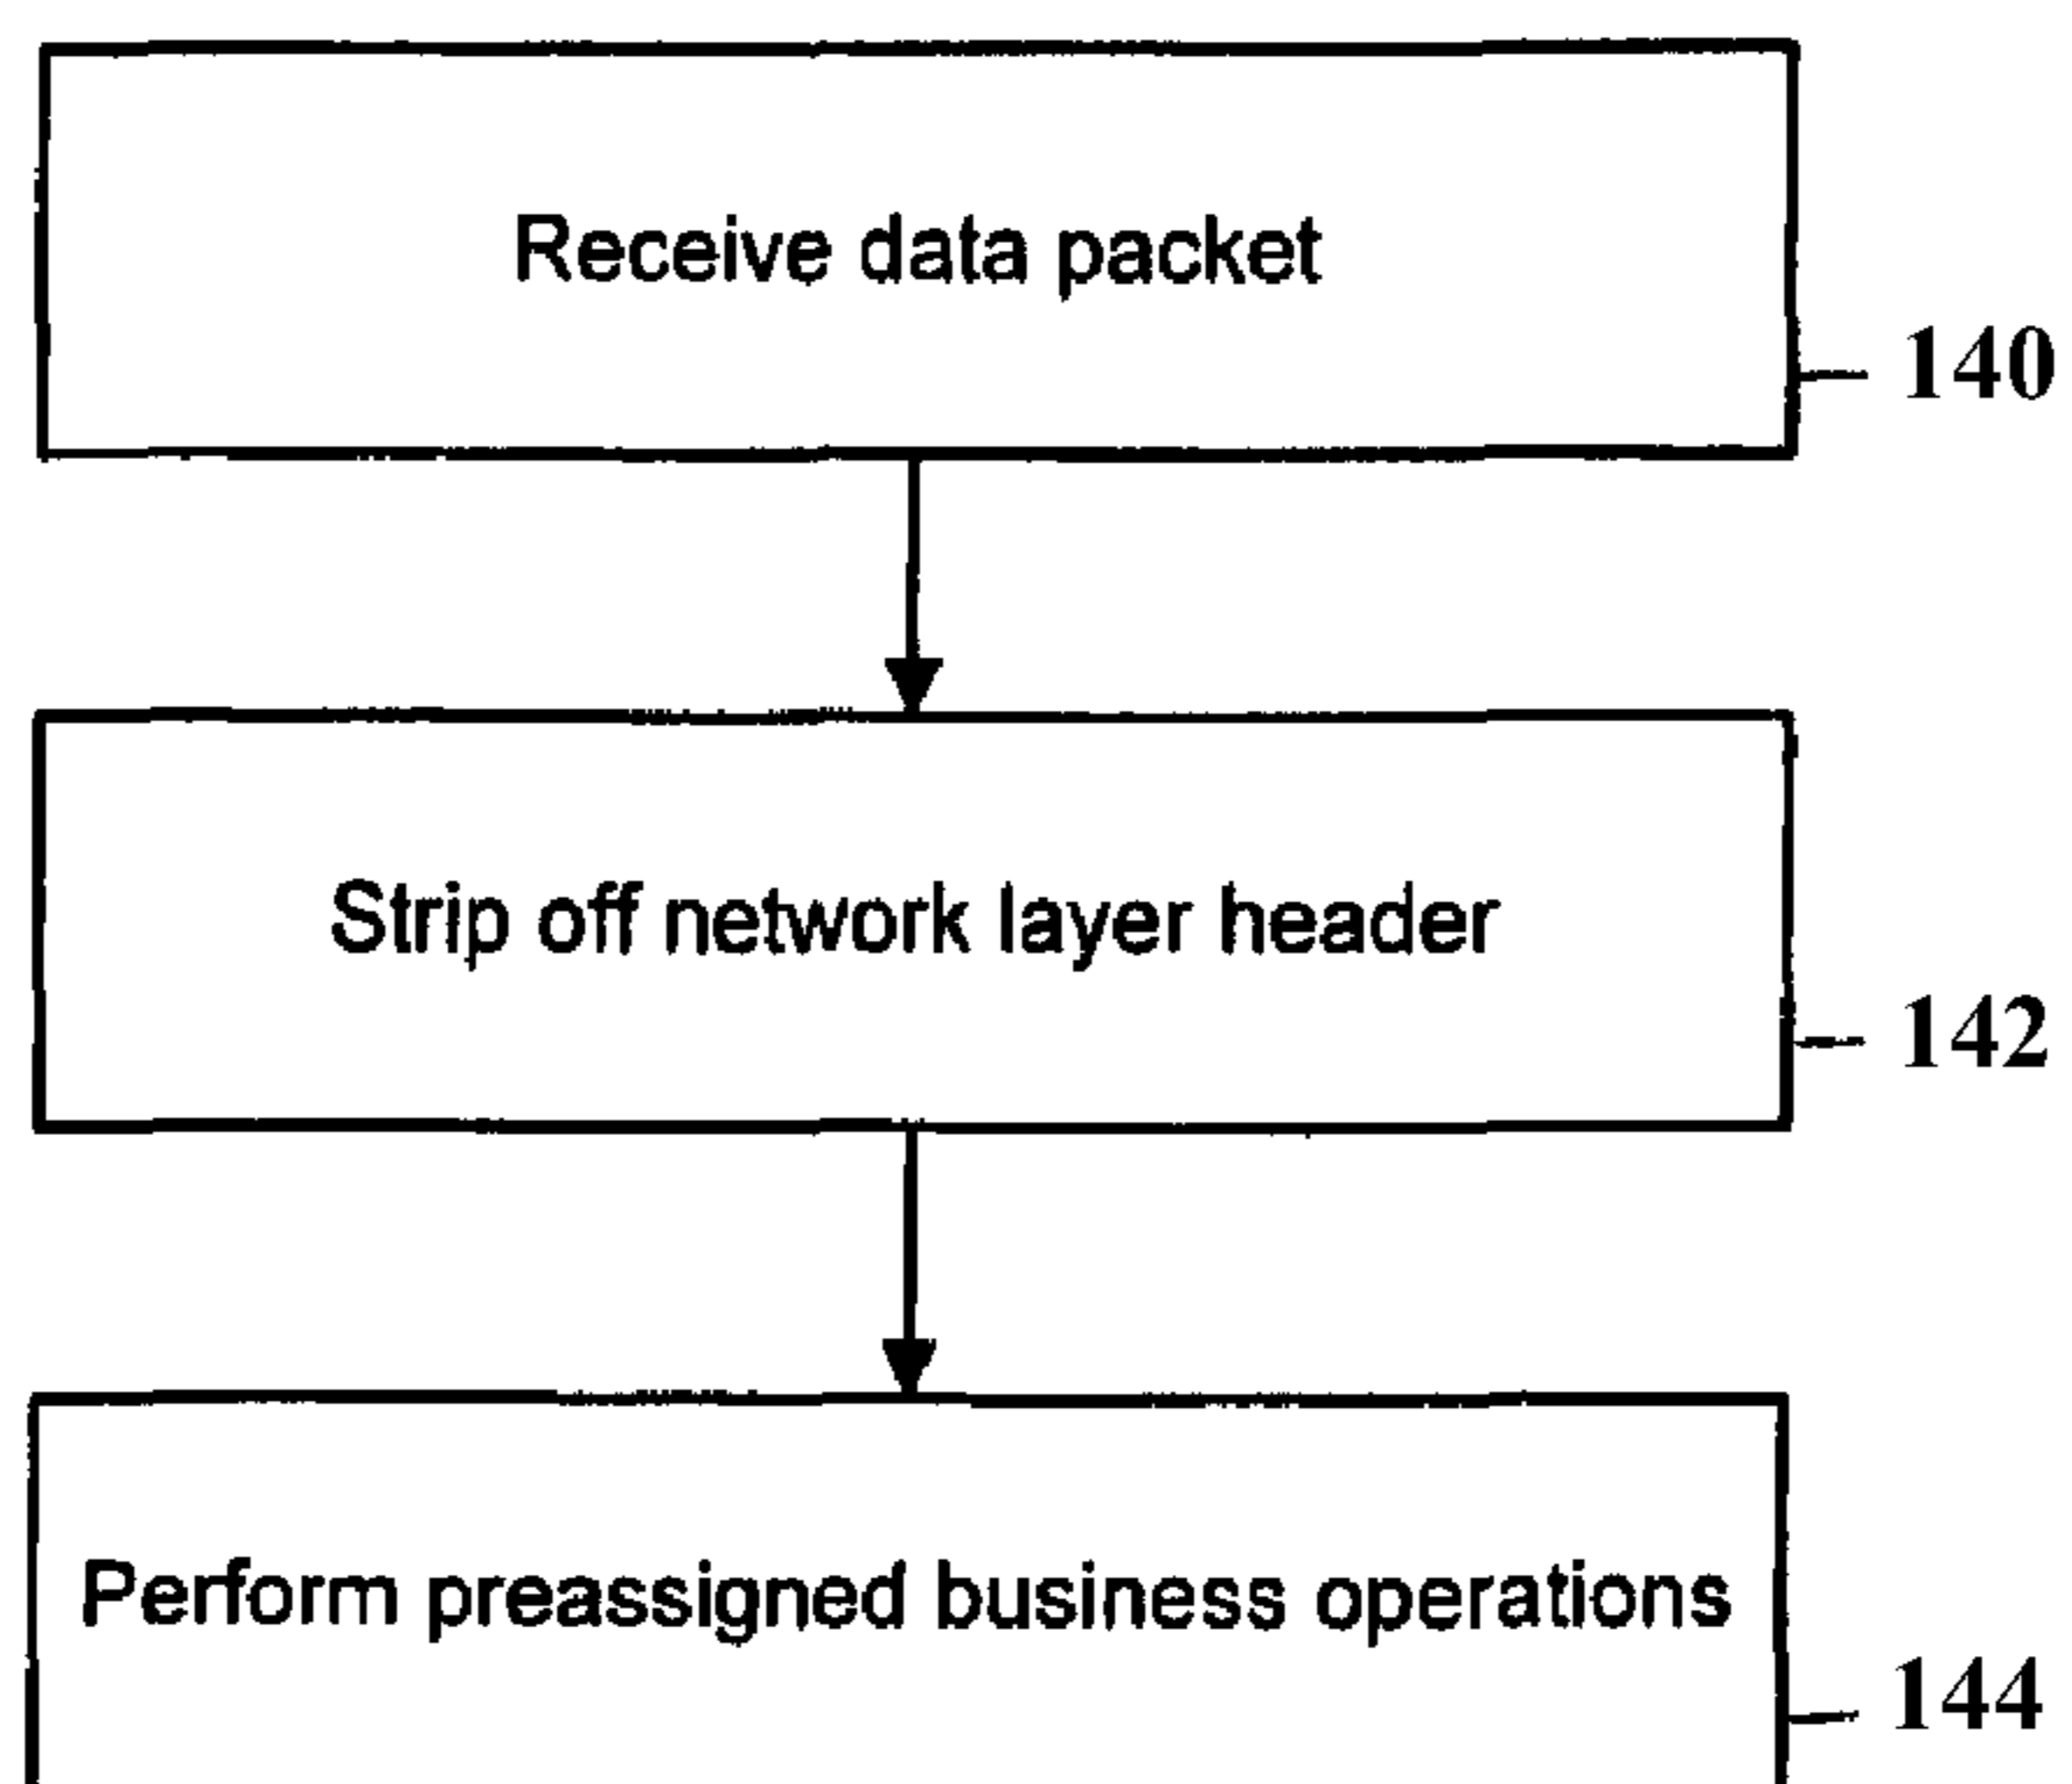 Receive data packet
140
Strip off network layer header
142
Perform preassigned business operations
144